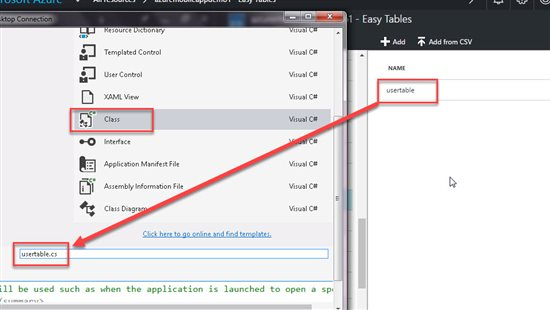 Microsoft Azure
All resources > azuremobileappdemo1 - Easy Tables
1 - Easy Tables
Desktop Connection
Add
Add from CSV
NAME
usertable
Resource Dictionary
Visual C#
Templated Control
Visual C#
User Control
Visual C#
XAML View
Visual C#
Class
Visual C#
Interface
Visual C#
Application Manifest File
Visual C#
Assembly Information File
Visual C#
Class Diagram
Visual C#
Click here to go online and find templates.
usertable.cs
ill be used such as when the application is launched to open a spe